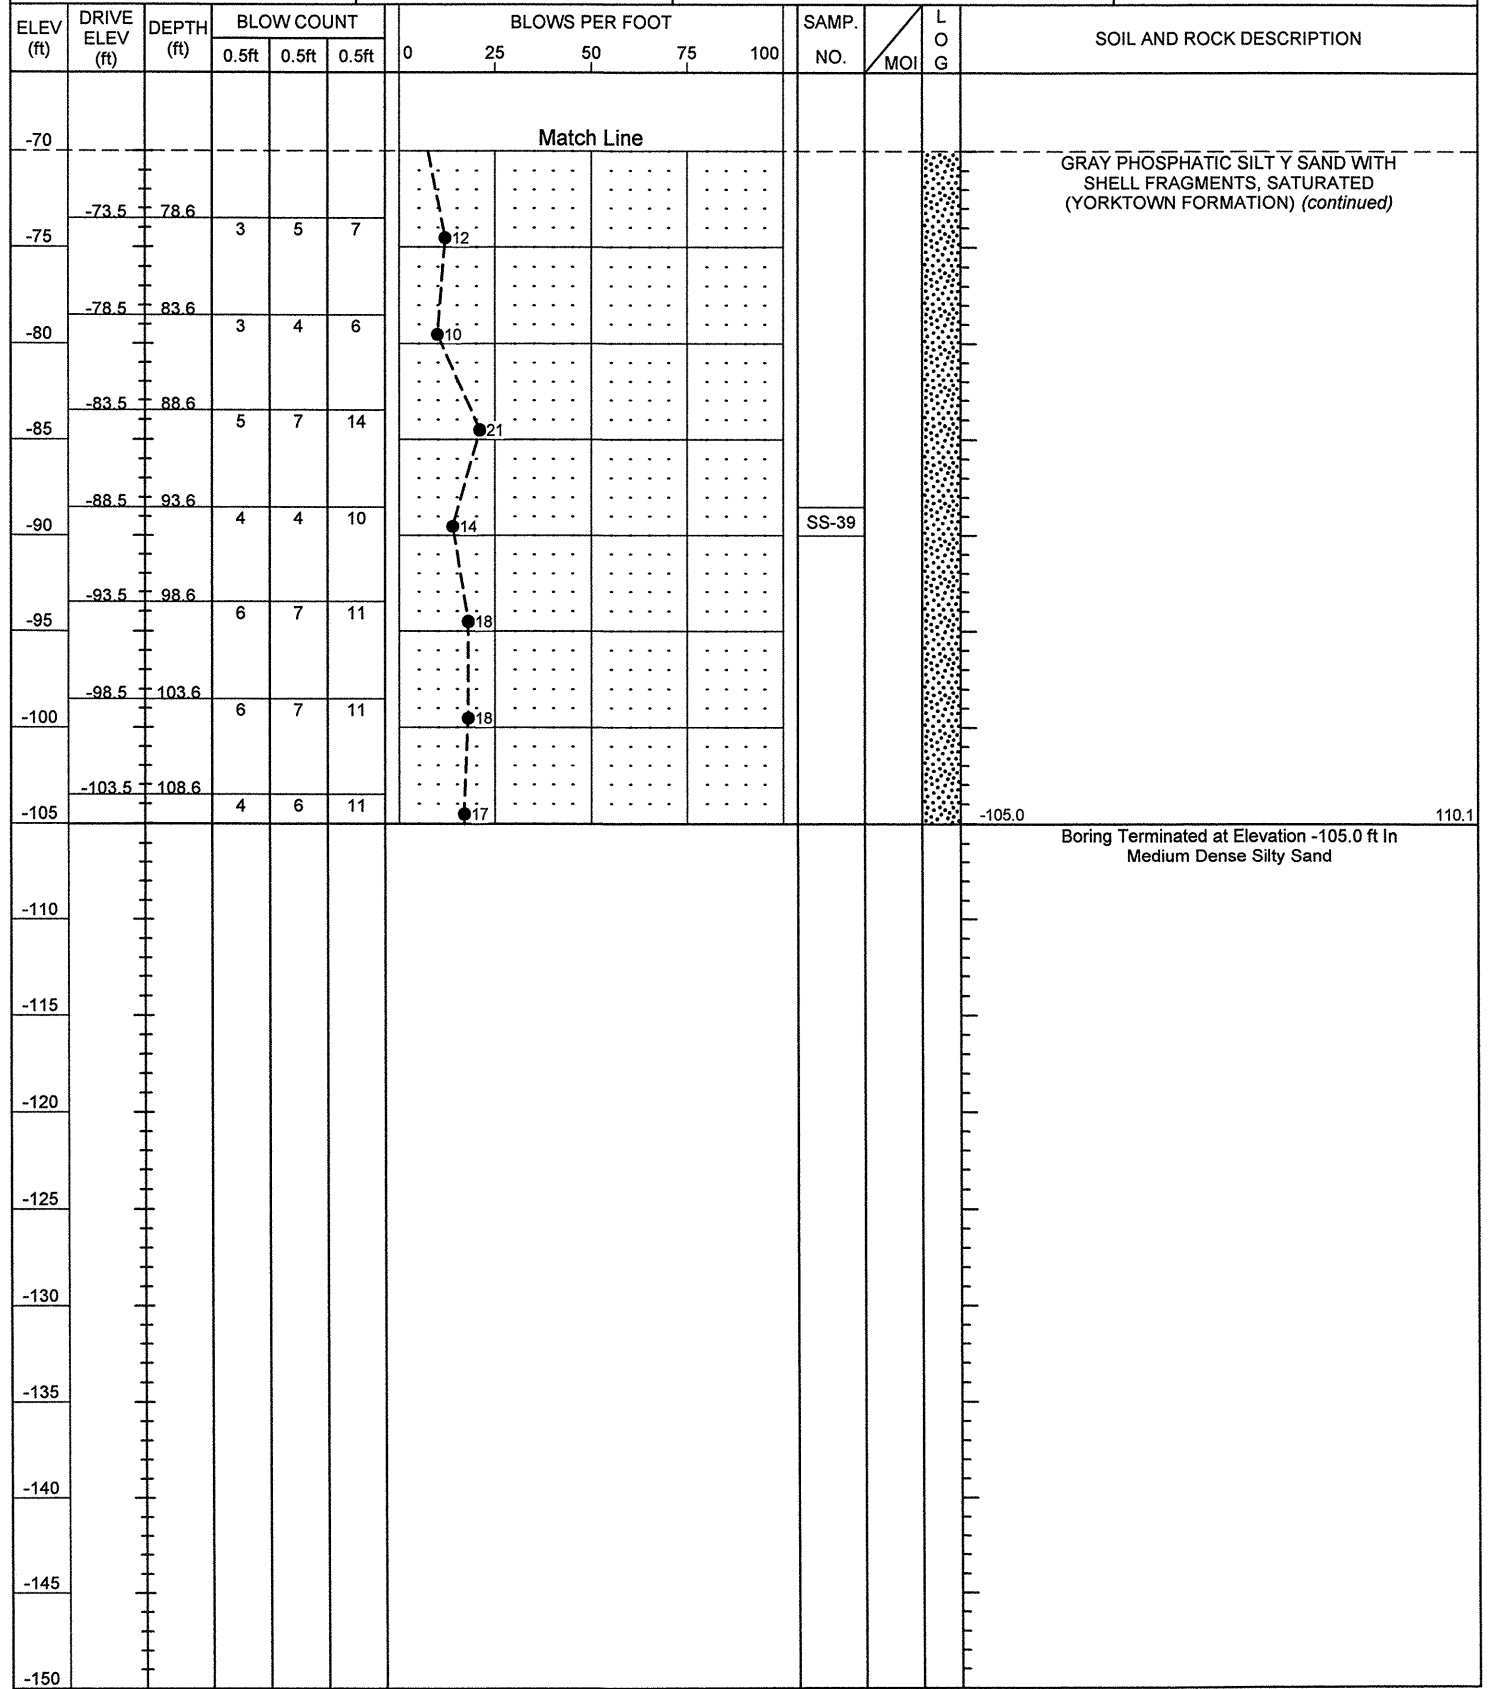 ELEV (ft) DRIVE ELEV (ft) DEPTH (ft) BLOW COUNT BLOWS PER FOOT SAMP. NO. MOI LOG SOIL AND ROCK DESCRIPTION
0.5ft 0.5ft 0.5ft 0 25 50 75 100
-70 Match Line
GRAY PHOSPHATIC SILT Y SAND WITH
SHELL FRAGMENTS, SATURATED
(YORKTOWN FORMATION) (continued)
-73.5 78.6
3 5 7 12
-75
-78.5 83.6
3 4 6 10
-80
-83.5 88.6
5 7 14 21
-85
-88.5 93.6
4 4 10 14 SS-39
-90
-93.5 98.6
6 7 11 18
-95
-98.5 103.6
6 7 11 18
-100
-103.5 108.6
4 6 11 17
-105 -105.0 110.1
Boring Terminated at Elevation -105.0 ft In
Medium Dense Silty Sand
-110
-115
-120
-125
-130
-135
-140
-145
-150